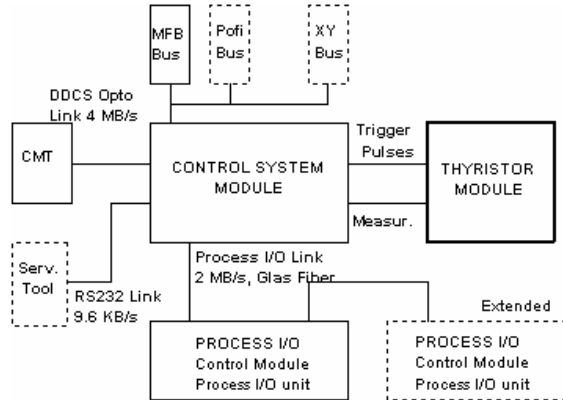 MFB
Bus
Pofi
Bus
XY
Bus
DDCS Opto
Link 4 MB/s
CMT
CONTROL SYSTEM
MODULE
Trigger
Pulses
THYRISTOR
MODULE
Measur.
Serv.
Tool
RS232 Link
9.6 KB/s
Process I/O Link
2 MB/s, Glas Fiber
Extended
PROCESS I/O
Control Module
Process I/O unit
PROCESS I/O
Control Module
Process I/O unit